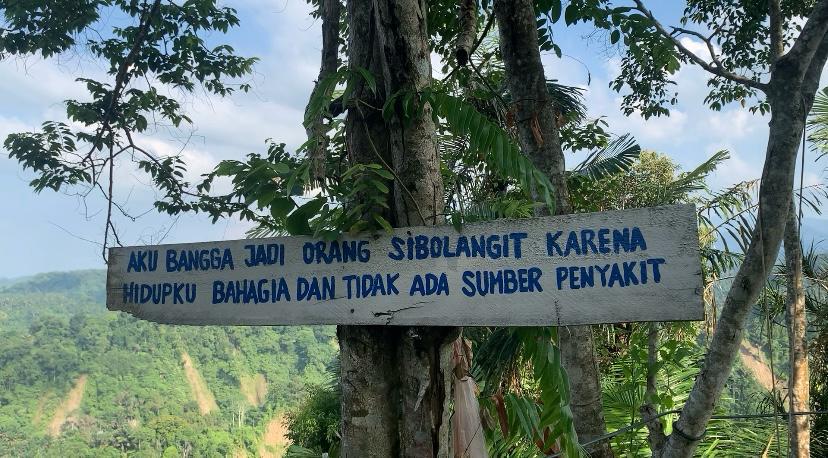 AKU BANGGA JADI ORANG SIBOLANGIT KARENA
HIDUPKU BAHAGIA DAN TIDAK ADA SUMBER PENYAKIT